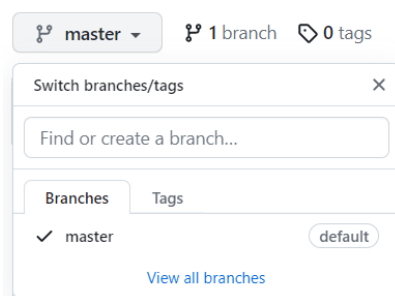 master 1 branch 0 tags
Switch branches/tags
Find or create a branch...
Branches Tags
master default
View all branches